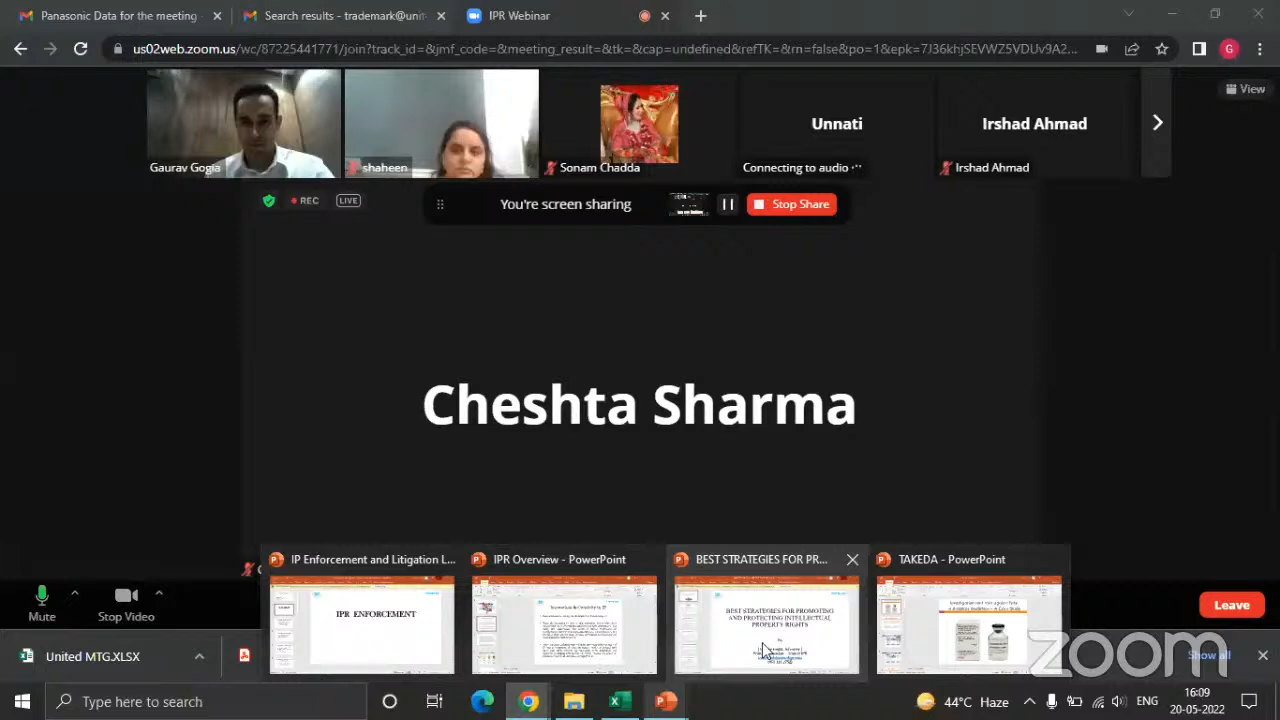 Panasonic Data for the meeting
Search results - trademark@unit
IPR Webinar
us02web.zoom.us/wc/87225441771/join?track_id=&jmf_code=&meeting_result=&tk=&cap=undefined&refTK=&rn=false&po=1&epk=7J36khjSEVWZ5VDUv9A2...
View
Gaurav Gogia
shaheen
Sonam Chadda
Unnati
Connecting to audio
Irshad Ahmad
Irshad Ahmad
REC
LIVE
You're screen sharing
Stop Share
Cheshta Sharma
IP Enforcement and Litigation L...
IPR Overview - PowerPoint
BEST STRATEGIES FOR PR...
TAKEDA - PowerPoint
IPR ENFORCEMENT
BEST STRATEGIES FOR PROMOTING
AND PROTECTING INTELLECTUAL
PROPERTY RIGHTS
Mute
Stop Video
Leave
United MTG.XLSX
zoom
Show all
Type here to search
44°C Haze
ENG
16:09
20-05-2022